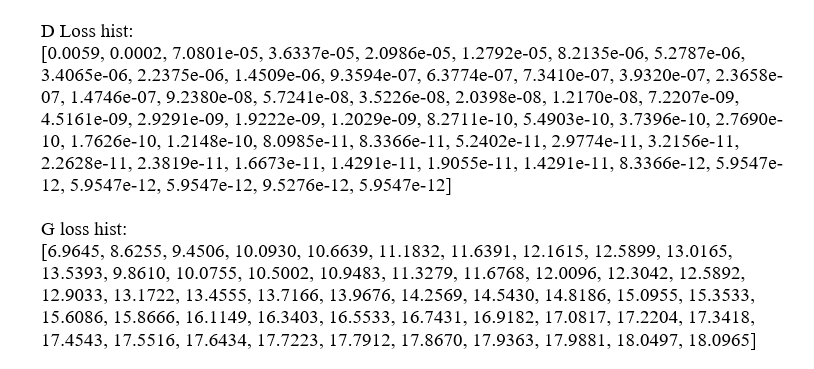 D Loss hist:
[0.0059, 0.0002, 7.0801e-05, 3.6337e-05, 2.0986e-05, 1.2792e-05, 8.2135e-06, 5.2787e-06,
3.4065e-06, 2.2375e-06, 1.4509e-06, 9.3594e-07, 6.3774e-07, 7.3410e-07, 3.9320e-07, 2.3658e-
07, 1.4746e-07, 9.2380e-08, 5.7241e-08, 3.5226e-08, 2.0398e-08, 1.2170e-08, 7.2207e-09,
4.5161e-09, 2.9291e-09, 1.9222e-09, 1.2029e-09, 8.2711e-10, 5.4903e-10, 3.7396e-10, 2.7690e-
10, 1.7626e-10, 1.2148e-10, 8.0985e-11, 8.3366e-11, 5.2402e-11, 2.9774e-11, 3.2156e-11,
2.2628e-11, 2.3819e-11, 1.6673e-11, 1.4291e-11, 1.9055e-11, 1.4291e-11, 8.3366e-12, 5.9547e-
12, 5.9547e-12, 5.9547e-12, 9.5276e-12, 5.9547e-12]
G loss hist:
[6.9645, 8.6255, 9.4506, 10.0930, 10.6639, 11.1832, 11.6391, 12.1615, 12.5899, 13.0165,
13.5393, 9.8610, 10.0755, 10.5002, 10.9483, 11.3279, 11.6768, 12.0096, 12.3042, 12.5892,
12.9033, 13.1722, 13.4555, 13.7166, 13.9676, 14.2569, 14.5430, 14.8186, 15.0955, 15.3533,
15.6086, 15.8666, 16.1149, 16.3403, 16.5533, 16.7431, 16.9182, 17.0817, 17.2204, 17.3418,
17.4543, 17.5516, 17.6434, 17.7223, 17.7912, 17.8670, 17.9363, 17.9881, 18.0497, 18.0965]